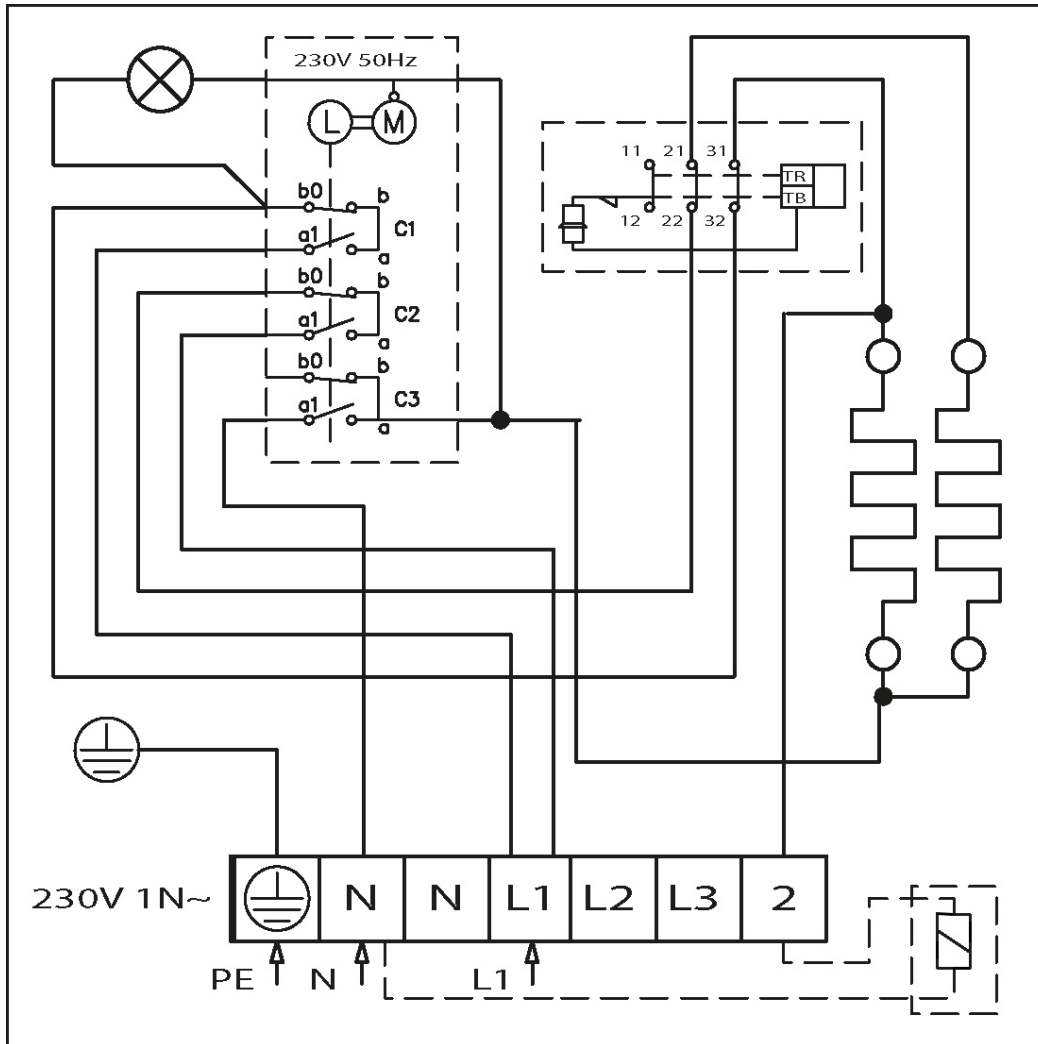 230V 50Hz
L M
b0 b
C1
a1 a
b0 b
C2
a1 a
b0 b
C3
a1 a
11 21 31
TR
TB
12 22 32
230V 1N~ N N L1 L2 L3 2
PE N L1